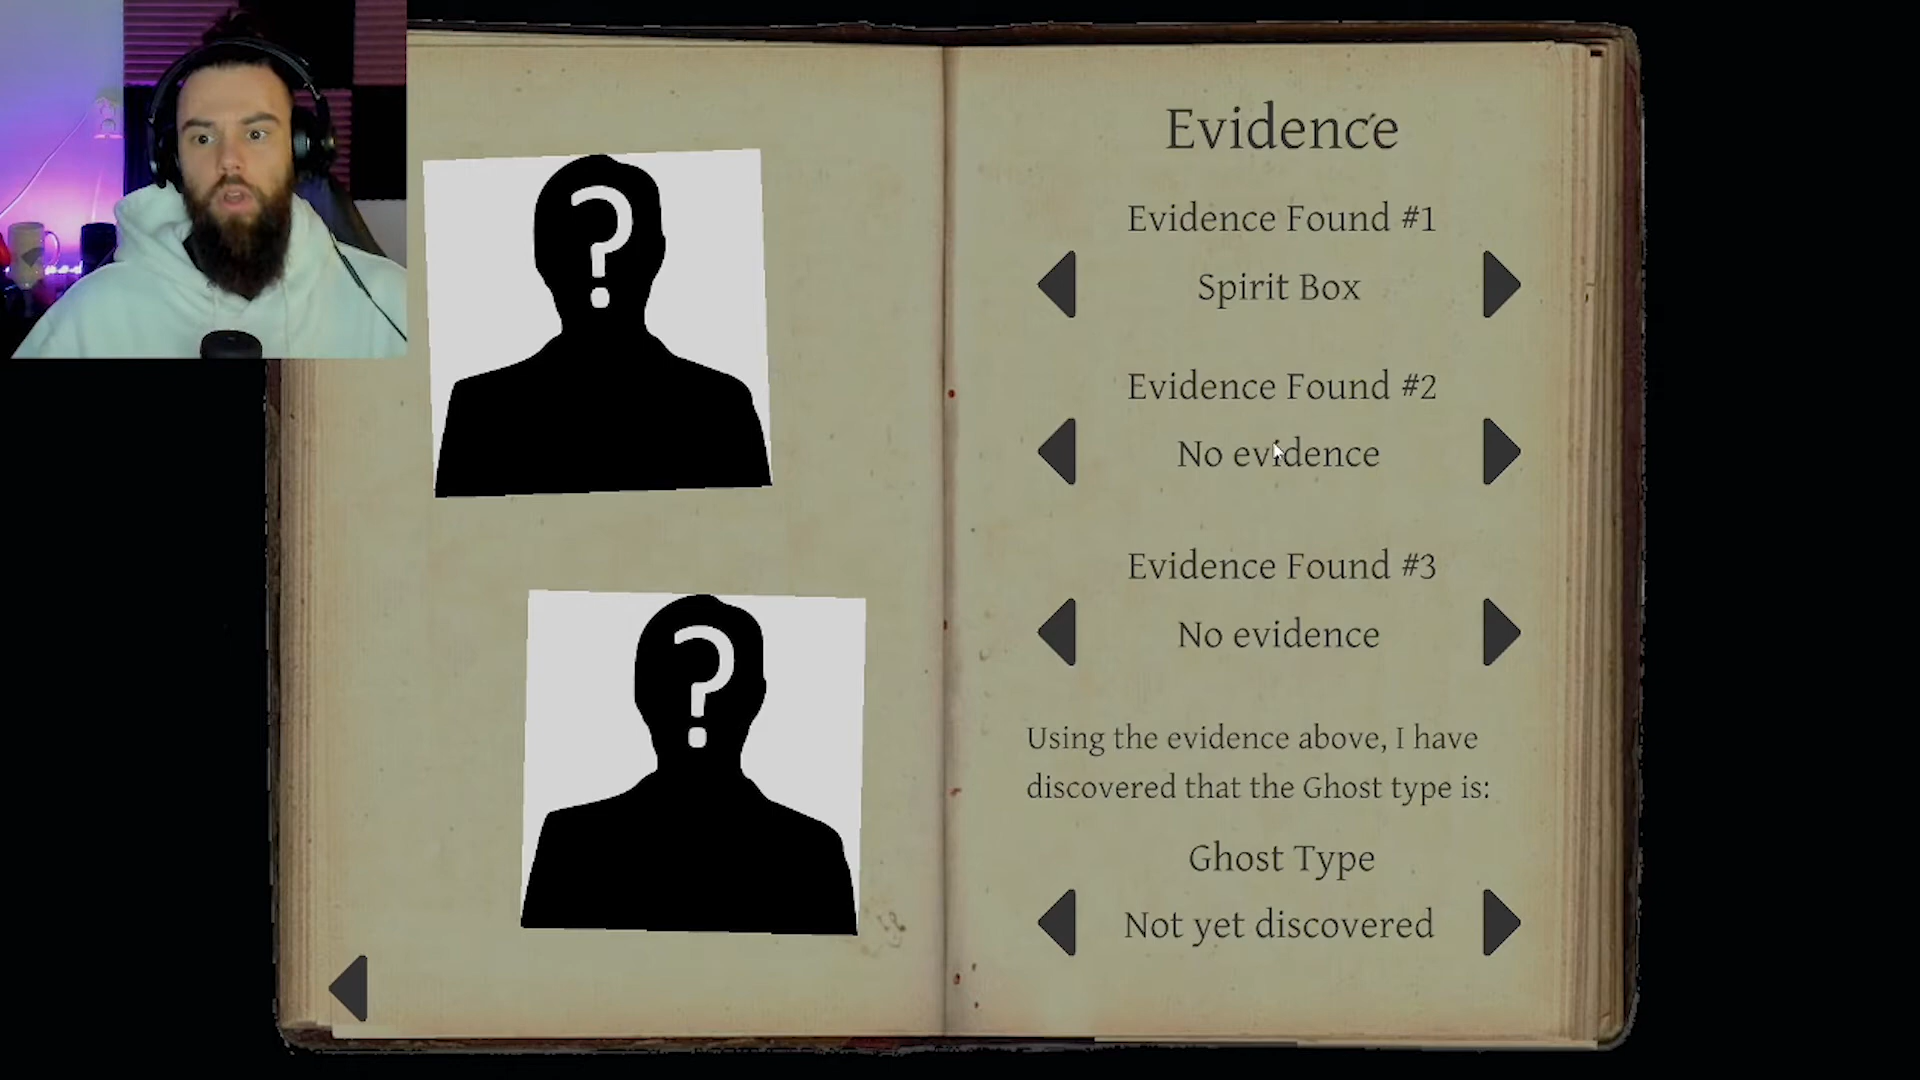 Evidence
Evidence Found #1
Spirit Box
Evidence Found #2
No evidence
Evidence Found #3
No evidence
Using the evidence above, I have
discovered that the Ghost type is:
Ghost Type
Not yet discovered
?
?